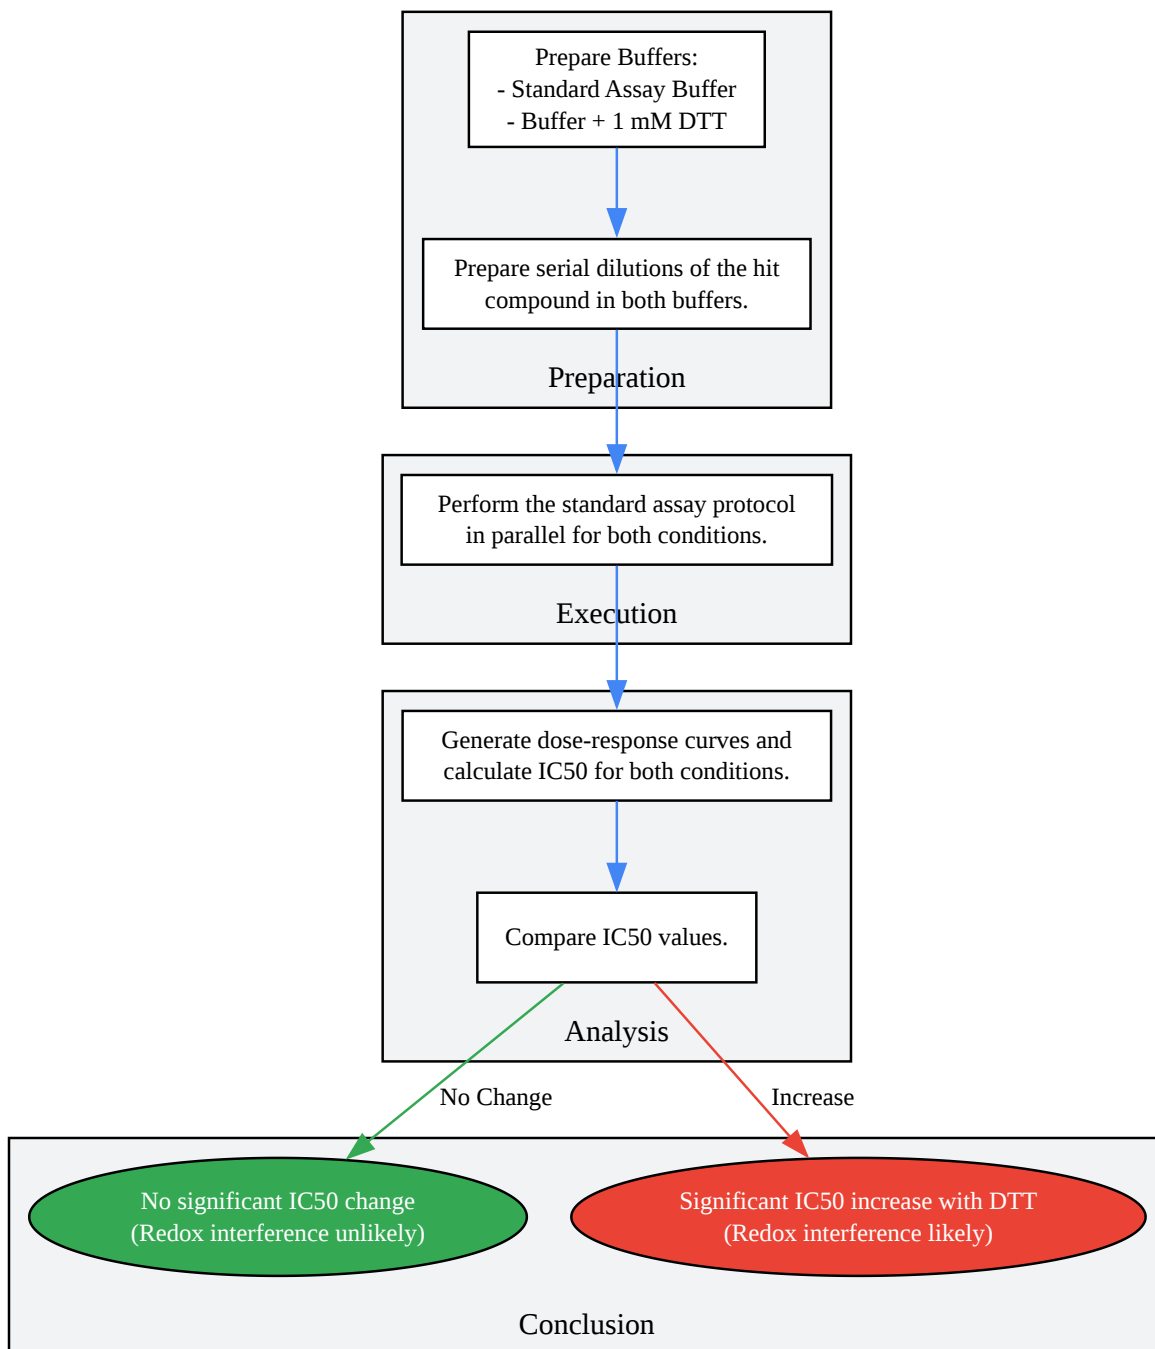 Prepare Buffers:
- Standard Assay Buffer
- Buffer + 1 mM DTT
Prepare serial dilutions of the hit
compound in both buffers.
Preparation
Perform the standard assay protocol
in parallel for both conditions.
Execution
Generate dose-response curves and
calculate IC50 for both conditions.
Compare IC50 values.
Analysis
No Change
Increase
No significant IC50 change
(Redox interference unlikely)
Significant IC50 increase with DTT
(Redox interference likely)
Conclusion